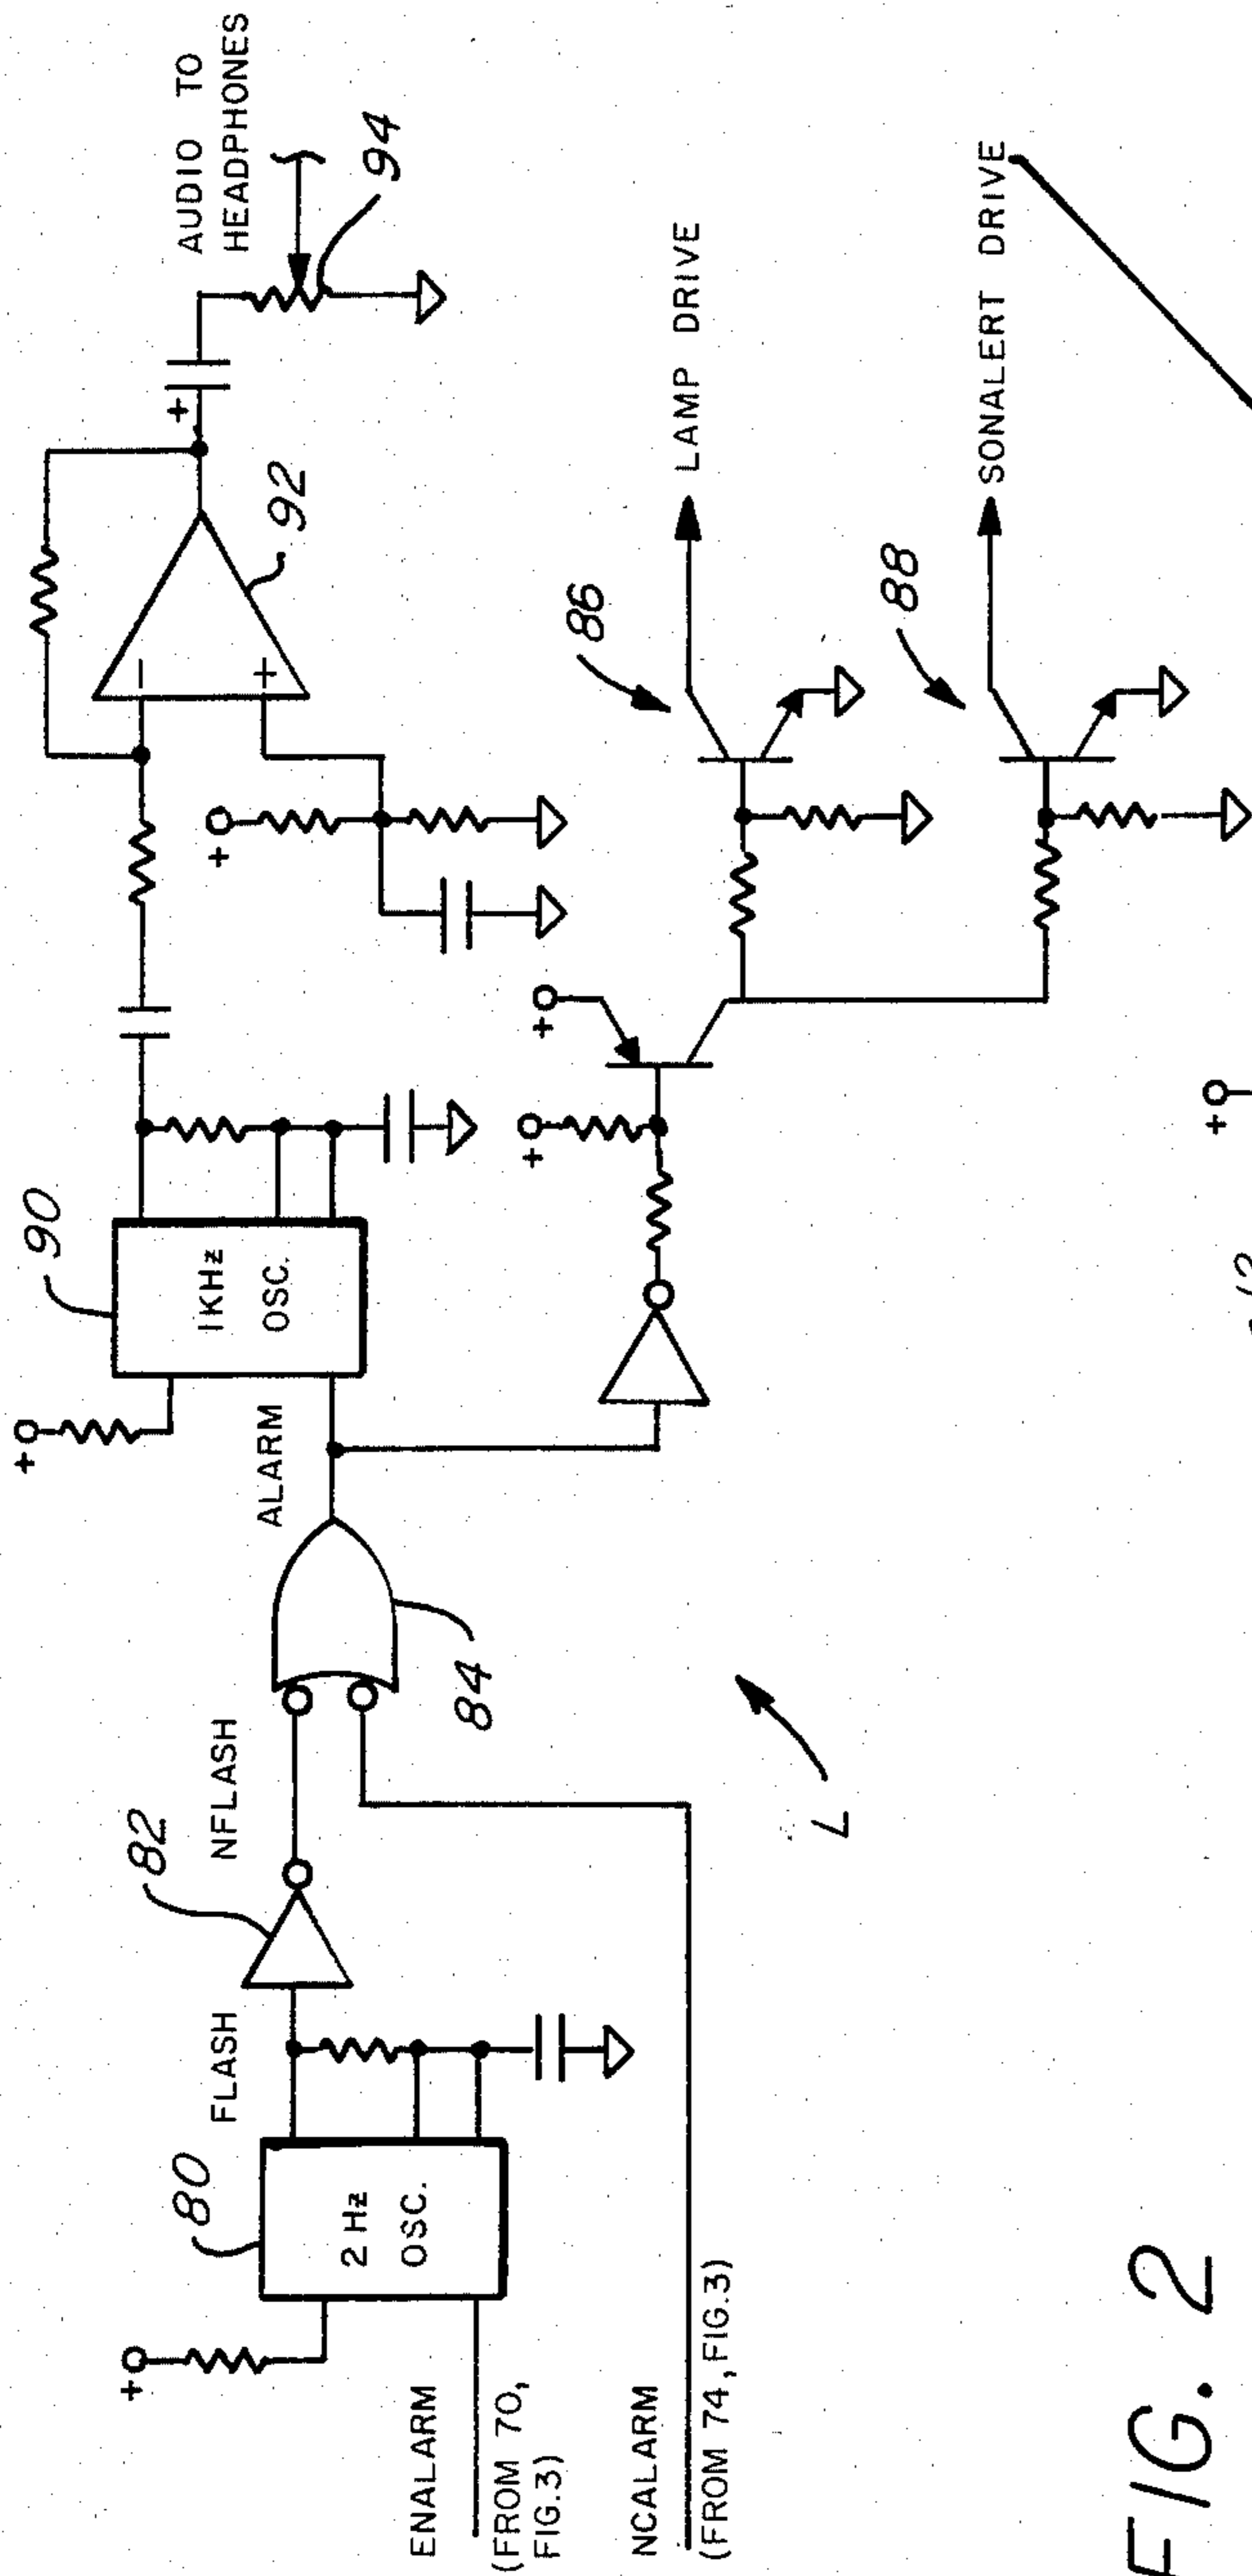 AUDIO TO
HEADPHONES
94
92
+
−
+
+
90
1KHz
OSC.
+
ALARM
86
LAMP DRIVE
88
SONALERT DRIVE
+
+
84
NFLASH
82
FLASH
80
2 Hz
OSC.
+
L
ENALARM
(FROM 70,
FIG.3)
NCALARM
(FROM 74, FIG.3)
+
FIG. 2